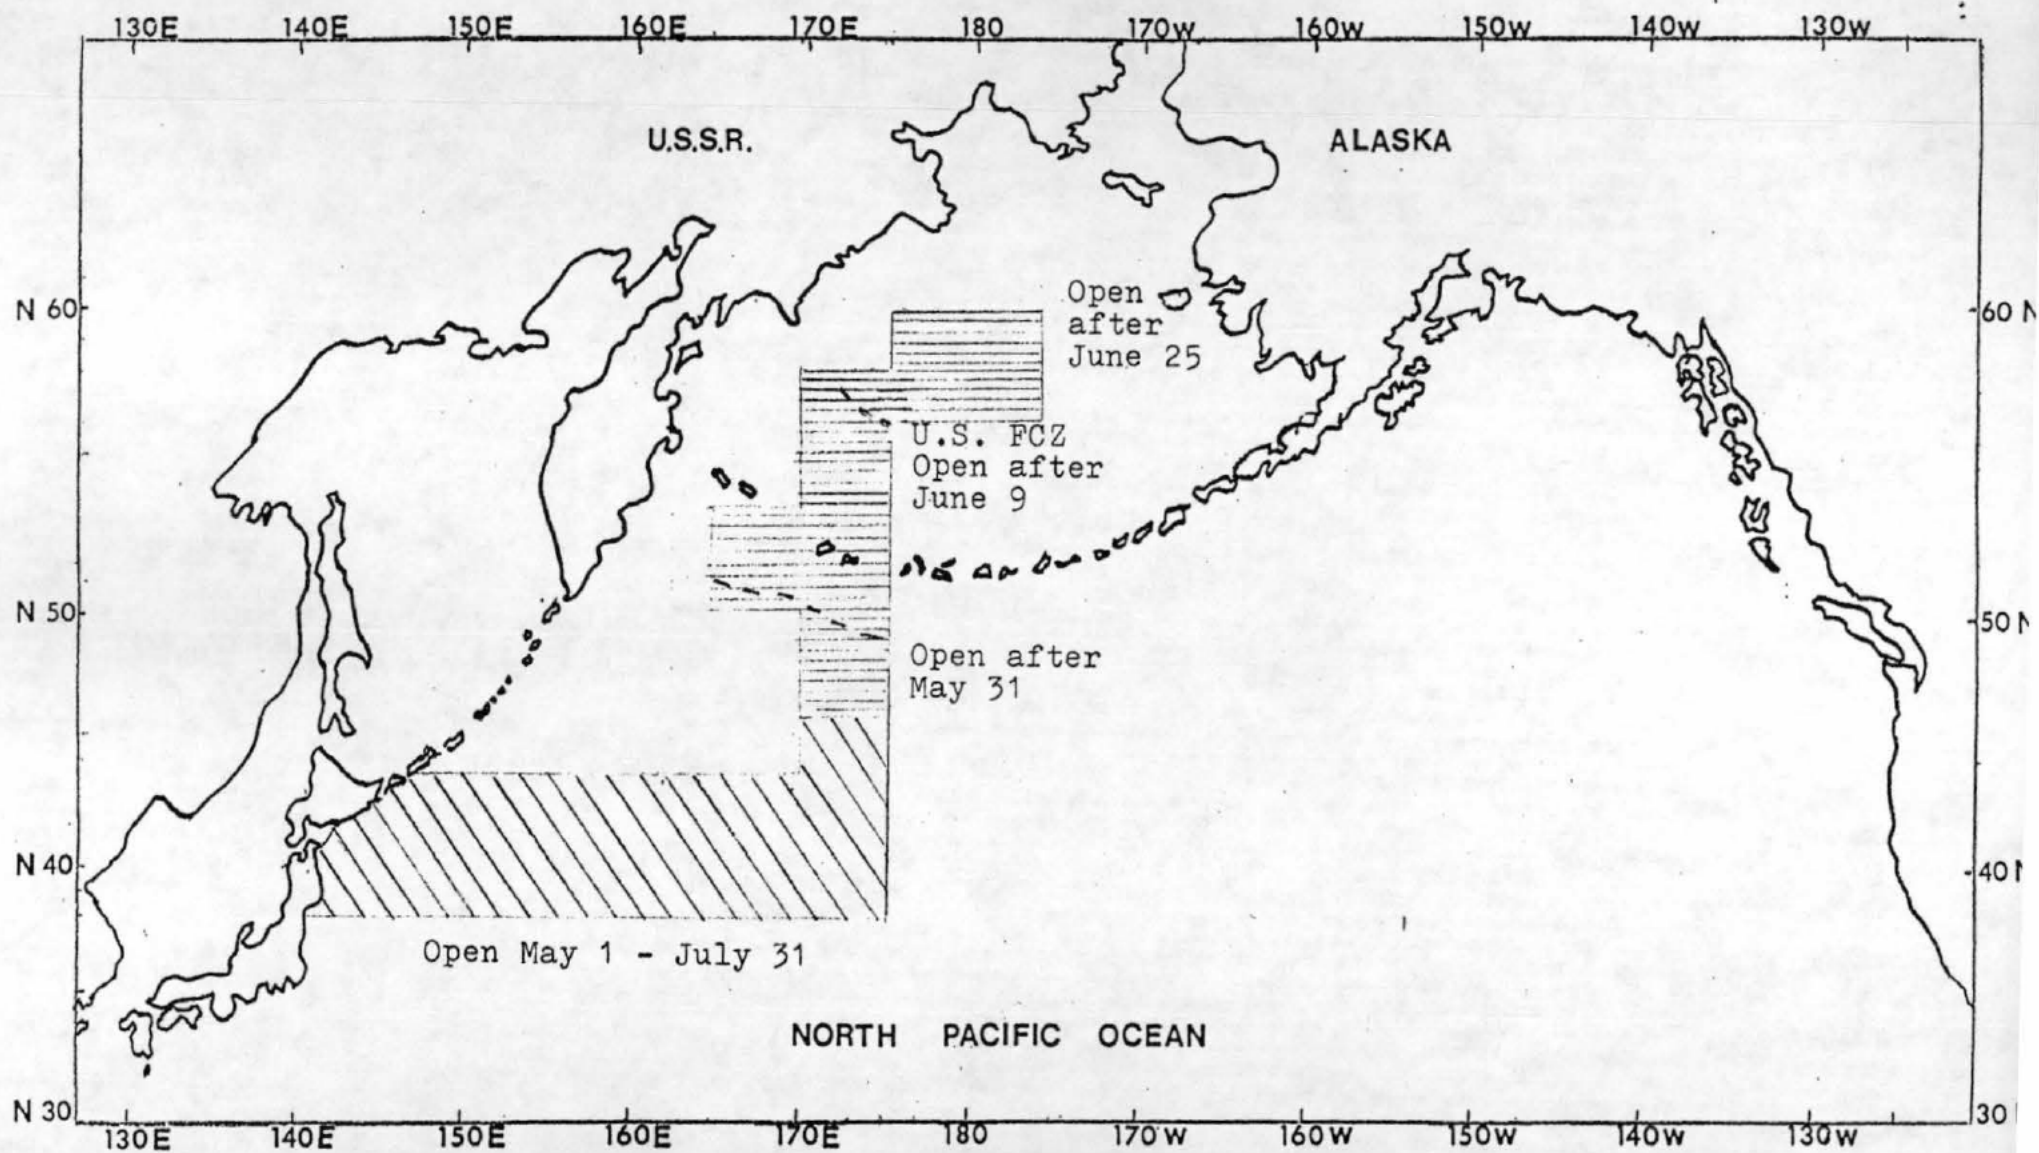 130E 140E 150E 160E 170E 180 170W 160W 150W 140W 130W
U.S.S.R. ALASKA
N 60 60 N
Open
after
June 25
U.S. FCZ
Open after
June 9
N 50 50 N
Open after
May 31
N 40 40 N
Open May 1 - July 31
NORTH PACIFIC OCEAN
N 30 30
130E 140E 150E 160E 170E 180 170W 160W 150W 140W 130W